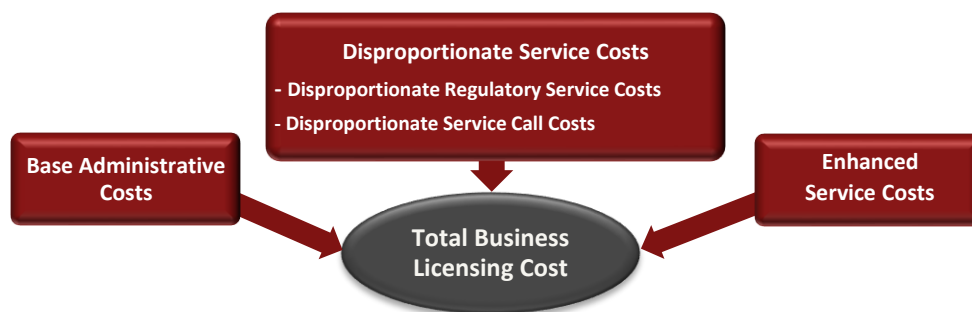 Disproportionate Service Costs
- Disproportionate Regulatory Service Costs
- Disproportionate Service Call Costs
Base Administrative
Costs
Enhanced
Service Costs
Total Business
Licensing Cost